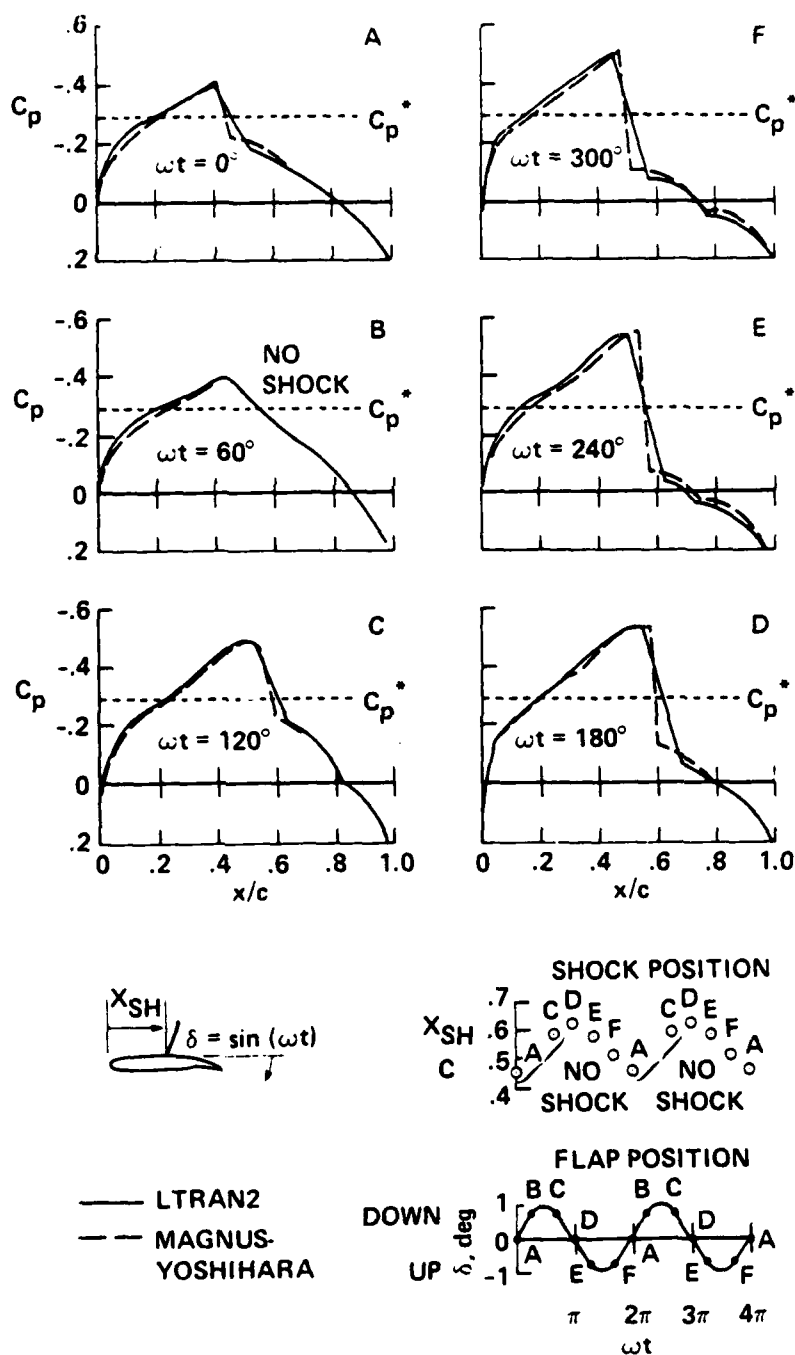 .6
-.4
-.2
0
.2
Cp
A
Cp*
ωt = 0°
F
Cp*
ωt = 300°
-.6
-.4
-.2
0
.2
Cp
B
NO
SHOCK
Cp*
ωt = 60°
E
Cp*
ωt = 240°
-.6
-.4
-.2
0
.2
Cp
C
Cp*
ωt = 120°
0 .2 .4 .6 .8 1.0
x/c
D
Cp*
ωt = 180°
0 .2 .4 .6 .8 1.0
x/c
XSH
δ = sin (ωt)
SHOCK POSITION
XSH
C
.7
.6
.5
.4
A C D E F A C D E F A
NO NO
SHOCK SHOCK
LTRAN2
MAGNUS-
YOSHIHARA
FLAP POSITION
DOWN
UP
δ, deg
1
0
-1
B C B C
A D A D A
E F E F
π 2π 3π 4π
ωt